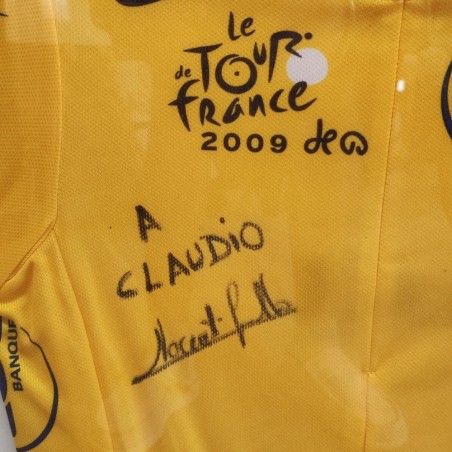 Le
de TOUR
france
2009
A
CLAUDIO
BANQUE